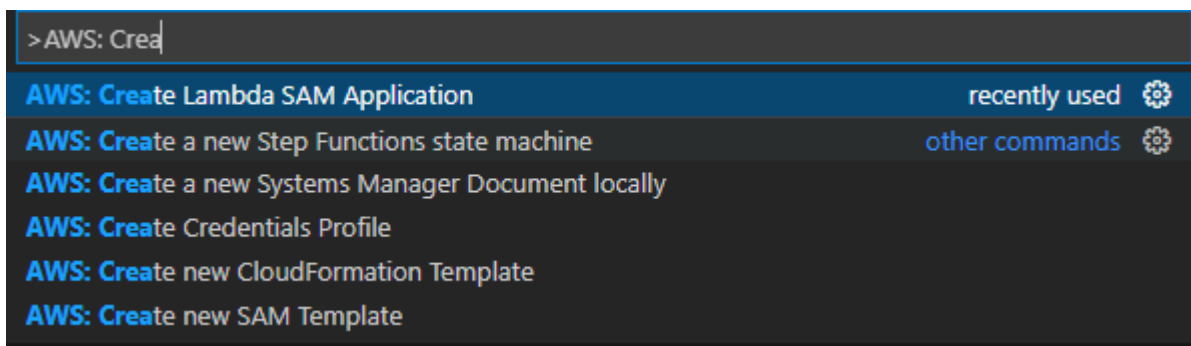 >AWS: Crea
AWS: Create Lambda SAM Application recently used
AWS: Create a new Step Functions state machine other commands
AWS: Create a new Systems Manager Document locally
AWS: Create Credentials Profile
AWS: Create new CloudFormation Template
AWS: Create new SAM Template